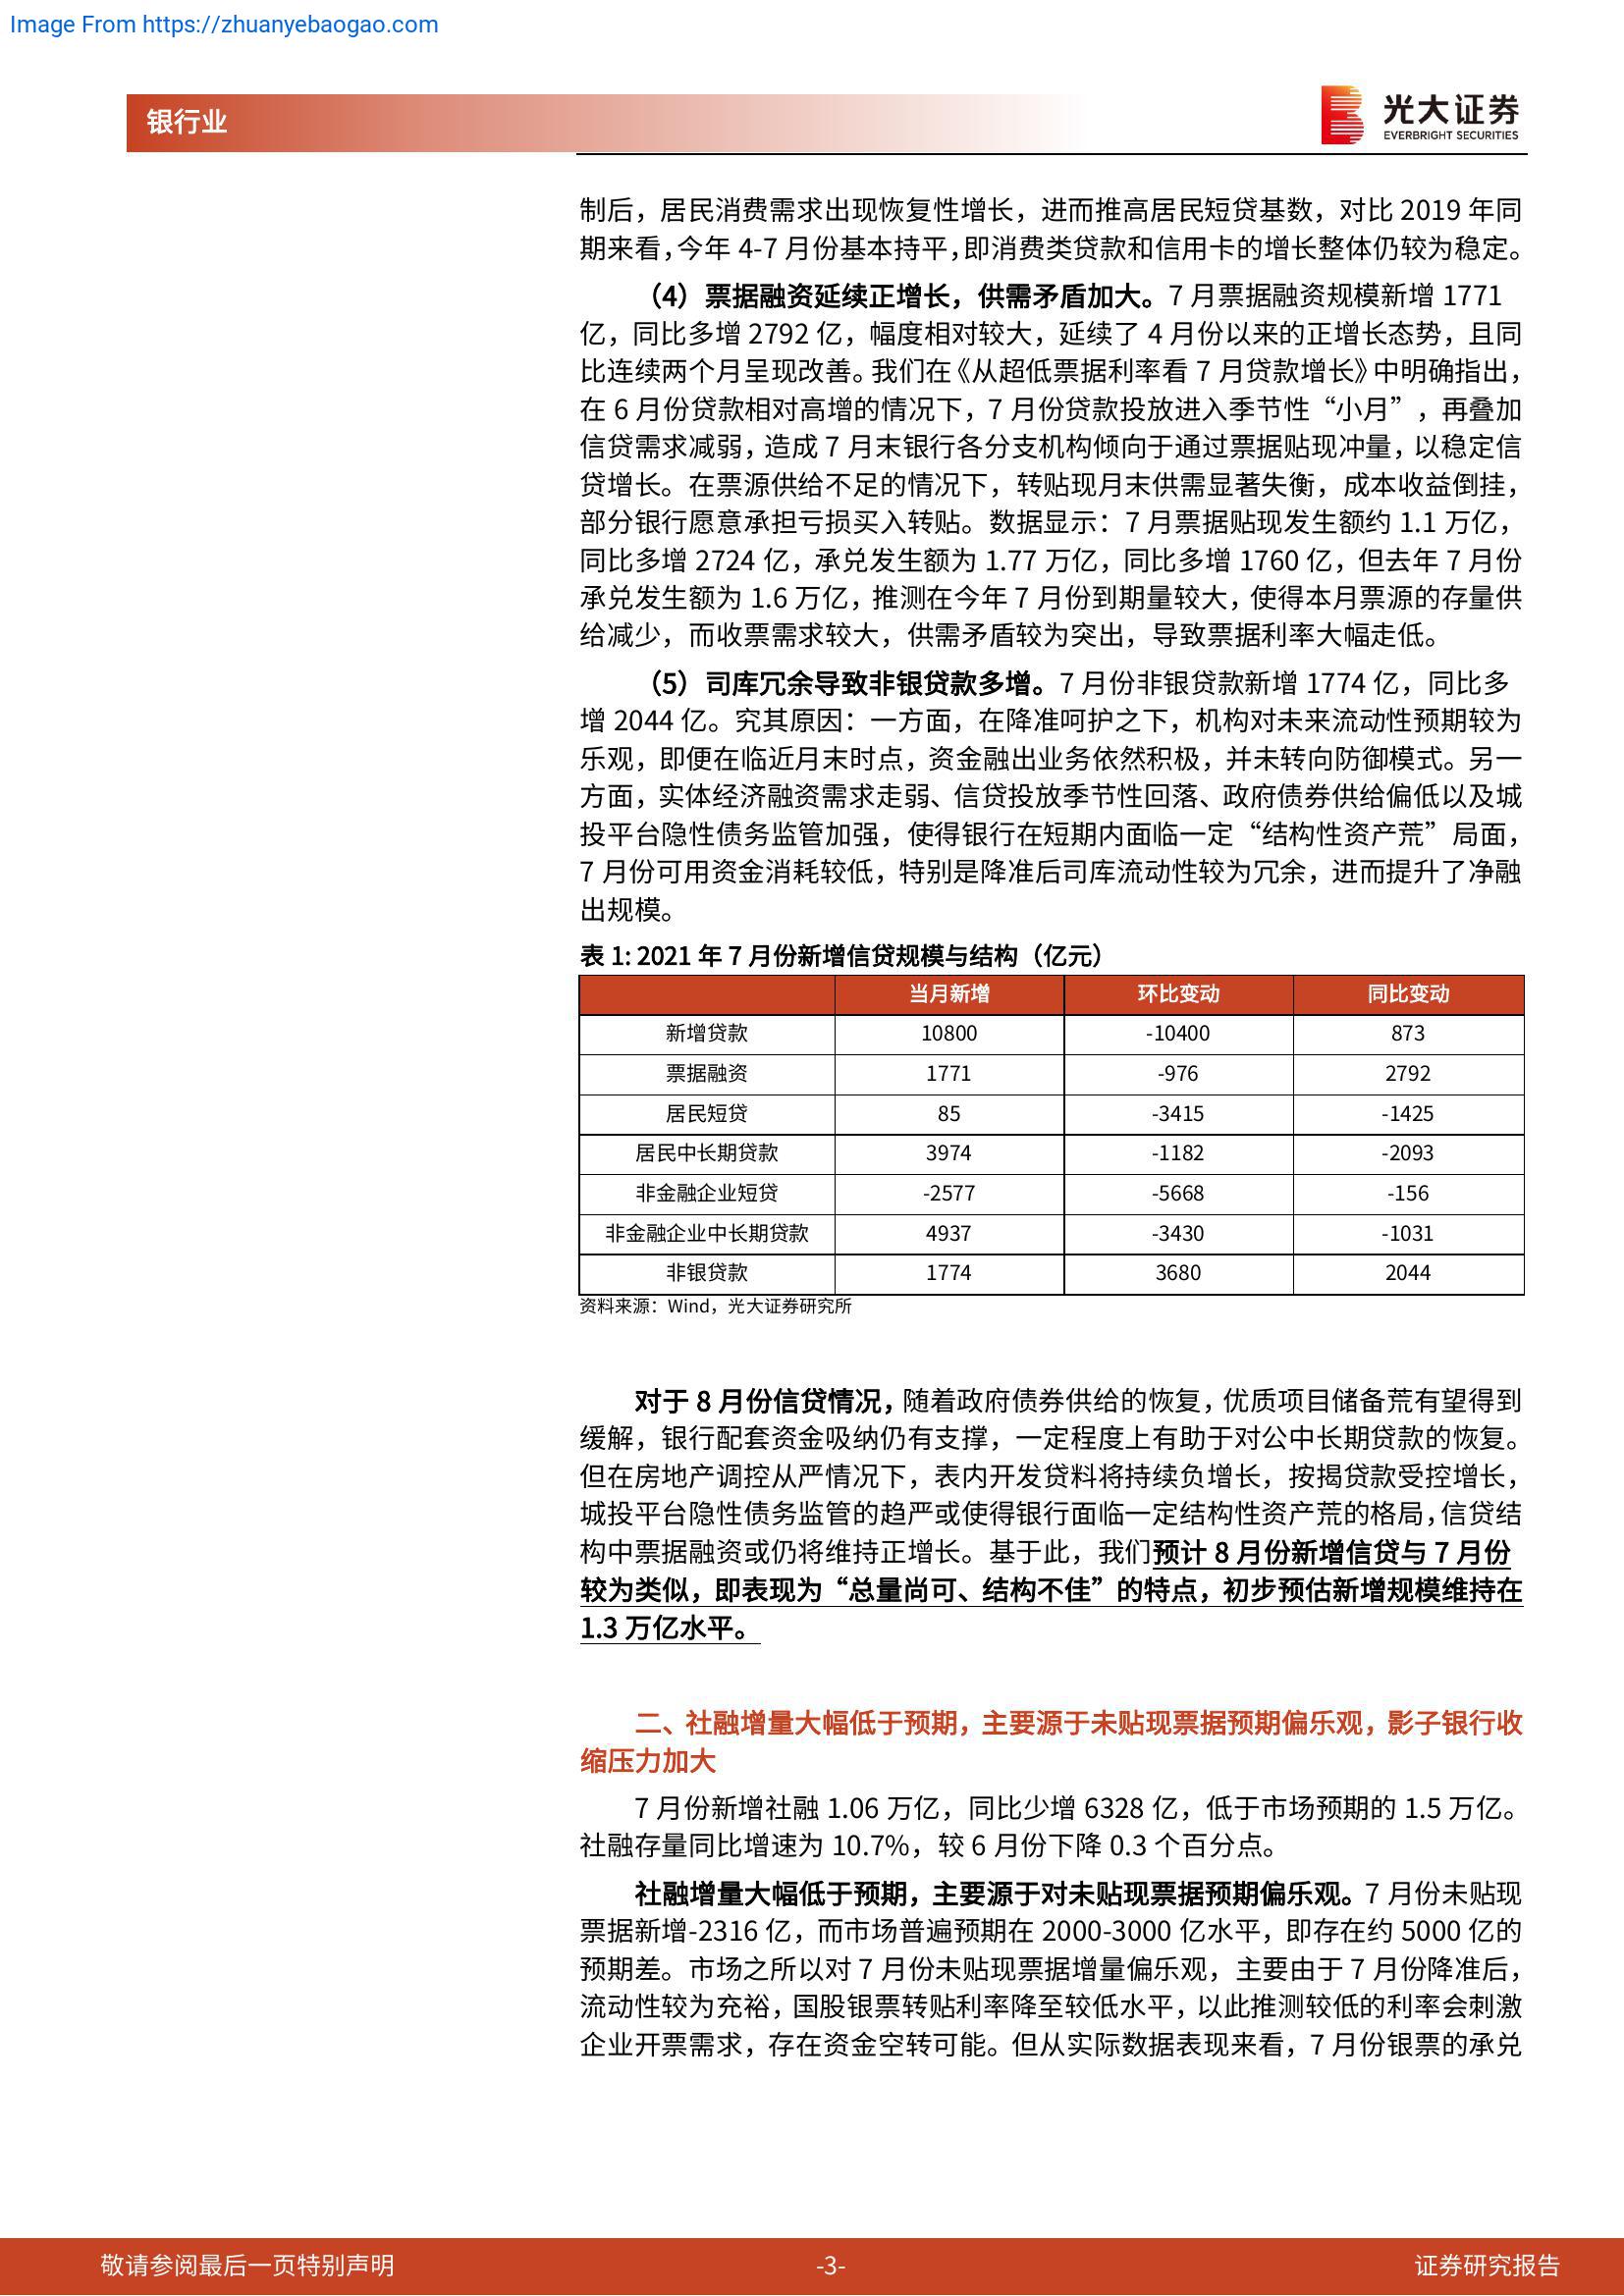 Image From https://zhuanyebaogao.com
银行业
光大证券
EVERBRIGHT SECURITIES
制后，居民消费需求出现恢复性增长，进而推高居民短贷基数，对比 2019 年同
期来看，今年 4-7 月份基本持平，即消费类贷款和信用卡的增长整体仍较为稳定。
（4）票据融资延续正增长，供需矛盾加大。7 月票据融资规模新增 1771
亿，同比多增 2792 亿，幅度相对较大，延续了 4 月份以来的正增长态势，且同
比连续两个月呈现改善。我们在《从超低票据利率看 7 月贷款增长》中明确指出，
在 6 月份贷款相对高增的情况下，7 月份贷款投放进入季节性“小月”，再叠加
信贷需求减弱，造成 7 月末银行各分支机构倾向于通过票据贴现冲量，以稳定信
贷增长。在票源供给不足的情况下，转贴现月末供需显著失衡，成本收益倒挂，
部分银行愿意承担亏损买入转贴。数据显示：7 月票据贴现发生额约 1.1 万亿，
同比多增 2724 亿，承兑发生额为 1.77 万亿，同比多增 1760 亿，但去年 7 月份
承兑发生额为 1.6 万亿，推测在今年 7 月份到期量较大，使得本月票源的存量供
给减少，而收票需求较大，供需矛盾较为突出，导致票据利率大幅走低。
（5）司库冗余导致非银贷款多增。7 月份非银贷款新增 1774 亿，同比多
增 2044 亿。究其原因：一方面，在降准呵护之下，机构对未来流动性预期较为
乐观，即便在临近月末时点，资金融出业务依然积极，并未转向防御模式。另一
方面，实体经济融资需求走弱、信贷投放季节性回落、政府债券供给偏低以及城
投平台隐性债务监管加强，使得银行在短期内面临一定“结构性资产荒”局面，
7 月份可用资金消耗较低，特别是降准后司库流动性较为冗余，进而提升了净融
出规模。
表 1: 2021 年 7 月份新增信贷规模与结构（亿元）
当月新增 环比变动 同比变动
新增贷款 10800 -10400 873
票据融资 1771 -976 2792
居民短贷 85 -3415 -1425
居民中长期贷款 3974 -1182 -2093
非金融企业短贷 -2577 -5668 -156
非金融企业中长期贷款 4937 -3430 -1031
非银贷款 1774 3680 2044
资料来源：Wind，光大证券研究所
对于 8 月份信贷情况，随着政府债券供给的恢复，优质项目储备荒有望得到
缓解，银行配套资金吸纳仍有支撑，一定程度上有助于对公中长期贷款的恢复。
但在房地产调控从严情况下，表内开发贷料将持续负增长，按揭贷款受控增长，
城投平台隐性债务监管的趋严或使得银行面临一定结构性资产荒的格局，信贷结
构中票据融资或仍将维持正增长。基于此，我们预计 8 月份新增信贷与 7 月份
较为类似，即表现为“总量尚可、结构不佳”的特点，初步预估新增规模维持在
1.3 万亿水平。
二、社融增量大幅低于预期，主要源于未贴现票据预期偏乐观，影子银行收
缩压力加大
7 月份新增社融 1.06 万亿，同比少增 6328 亿，低于市场预期的 1.5 万亿。
社融存量同比增速为 10.7%，较 6 月份下降 0.3 个百分点。
社融增量大幅低于预期，主要源于对未贴现票据预期偏乐观。7 月份未贴现
票据新增-2316 亿，而市场普遍预期在 2000-3000 亿水平，即存在约 5000 亿的
预期差。市场之所以对 7 月份未贴现票据增量偏乐观，主要由于 7 月份降准后，
流动性较为充裕，国股银票转贴利率降至较低水平，以此推测较低的利率会刺激
企业开票需求，存在资金空转可能。但从实际数据表现来看，7 月份银票的承兑
敬请参阅最后一页特别声明 -3- 证券研究报告